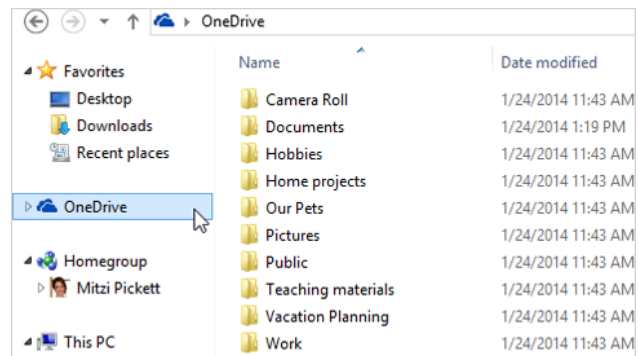 OneDrive
Favorites
Desktop
Downloads
Recent places
OneDrive
Homegroup
Mitzi Pickett
This PC
Name Date modified
Camera Roll 1/24/2014 11:43 AM
Documents 1/24/2014 1:19 PM
Hobbies 1/24/2014 11:43 AM
Home projects 1/24/2014 11:43 AM
Our Pets 1/24/2014 11:43 AM
Pictures 1/24/2014 11:43 AM
Public 1/24/2014 11:43 AM
Teaching materials 1/24/2014 11:43 AM
Vacation Planning 1/24/2014 11:43 AM
Work 1/24/2014 11:43 AM